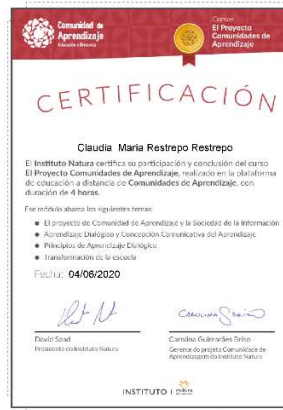 Comunidad de
Aprendizaje
Educación a distancia
Curso:
El Proyecto
Comunidades de
Aprendizaje
CERTIFICACIÓN
Claudia Maria Restrepo Restrepo
El Instituto Natura certifica su participación y conclusión del curso
El Proyecto Comunidades de Aprendizaje, realizado en la plataforma
de educación a distancia de Comunidades de Aprendizaje, con
duración de 4 horas.
Ese módulo abarca los siguientes temas:
El proyecto de Comunidad de Aprendizaje y la Sociedad de la Información
Aprendizaje Dialógico y Concepción Comunicativa del Aprendizaje
Principios de Aprendizaje Dialógico
Transformación de la escuela
Fecha: 04/06/2020
David Saad
Presidente do Instituto Natura
Carolina Guimarães Briso
Gerente do projeto Comunidade de
Aprendizagem do Instituto Natura
INSTITUTO | natura